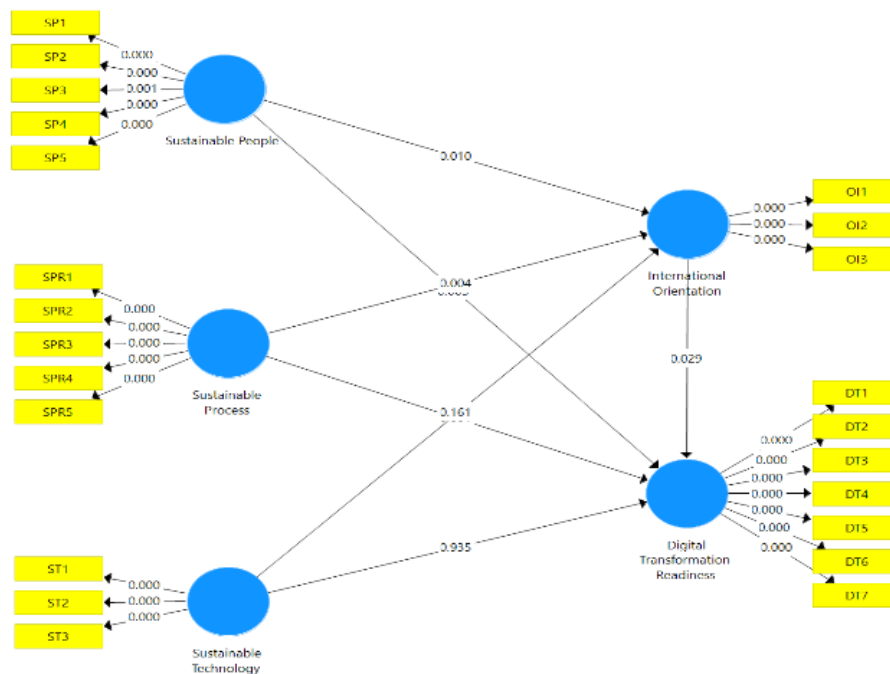 SP1
SP2
SP3
SP4
SP5
0.000
0.000
0.001
0.000
0.000
Sustainable People
0.010
OI1
OI2
OI3
0.000
0.000
0.000
International
Orientation
SPR1
SPR2
SPR3
SPR4
SPR5
0.000
0.000
0.000
0.000
0.000
Sustainable
Process
0.004
0.029
0.161
DT1
DT2
DT3
DT4
DT5
DT6
DT7
0.000
0.000
0.000
0.000
0.000
0.000
0.000
Digital
Transformation
Readiness
ST1
ST2
ST3
0.000
0.000
0.000
Sustainable
Technology
0.935